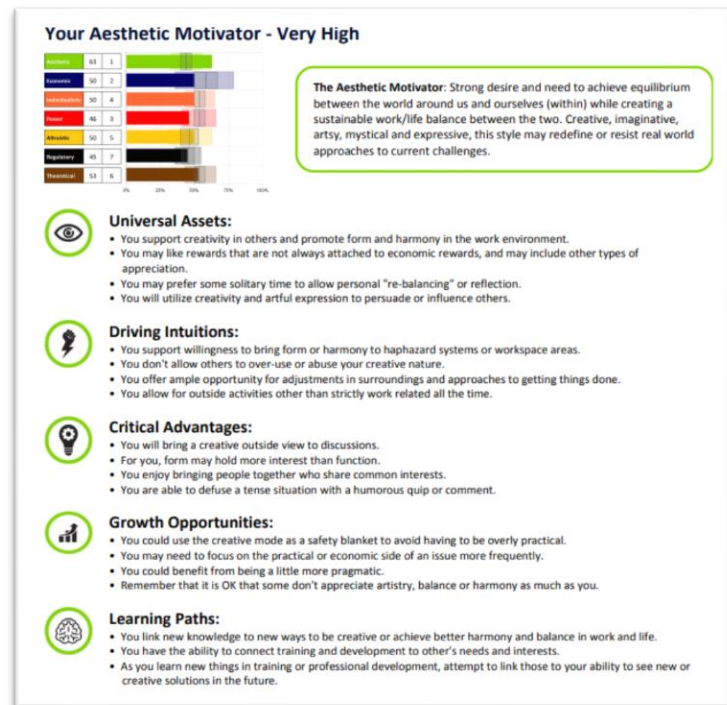 Your Aesthetic Motivator - Very High
Aesthetic 63 1
Economic 50 2
Individualistic 50 4
Power 46 3
Altruistic 50 5
Regulatory 45 7
Theoretical 53 6
0% 25% 50% 75% 100%
The Aesthetic Motivator: Strong desire and need to achieve equilibrium
between the world around us and ourselves (within) while creating a
sustainable work/life balance between the two. Creative, imaginative,
artsy, mystical and expressive, this style may redefine or resist real world
approaches to current challenges.
Universal Assets:
• You support creativity in others and promote form and harmony in the work environment.
• You may like rewards that are not always attached to economic rewards, and may include other types of
appreciation.
• You may prefer some solitary time to allow personal "re-balancing" or reflection.
• You will utilize creativity and artful expression to persuade or influence others.
Driving Intuitions:
• You support willingness to bring form or harmony to haphazard systems or workspace areas.
• You don't allow others to over-use or abuse your creative nature.
• You offer ample opportunity for adjustments in surroundings and approaches to getting things done.
• You allow for outside activities other than strictly work related all the time.
Critical Advantages:
• You will bring a creative outside view to discussions.
• For you, form may hold more interest than function.
• You enjoy bringing people together who share common interests.
• You are able to defuse a tense situation with a humorous quip or comment.
Growth Opportunities:
• You could use the creative mode as a safety blanket to avoid having to be overly practical.
• You may need to focus on the practical or economic side of an issue more frequently.
• You could benefit from being a little more pragmatic.
• Remember that it is OK that some don't appreciate artistry, balance or harmony as much as you.
Learning Paths:
• You link new knowledge to new ways to be creative or achieve better harmony and balance in work and life.
• You have the ability to connect training and development to other's needs and interests.
• As you learn new things in training or professional development, attempt to link those to your ability to see new or
creative solutions in the future.